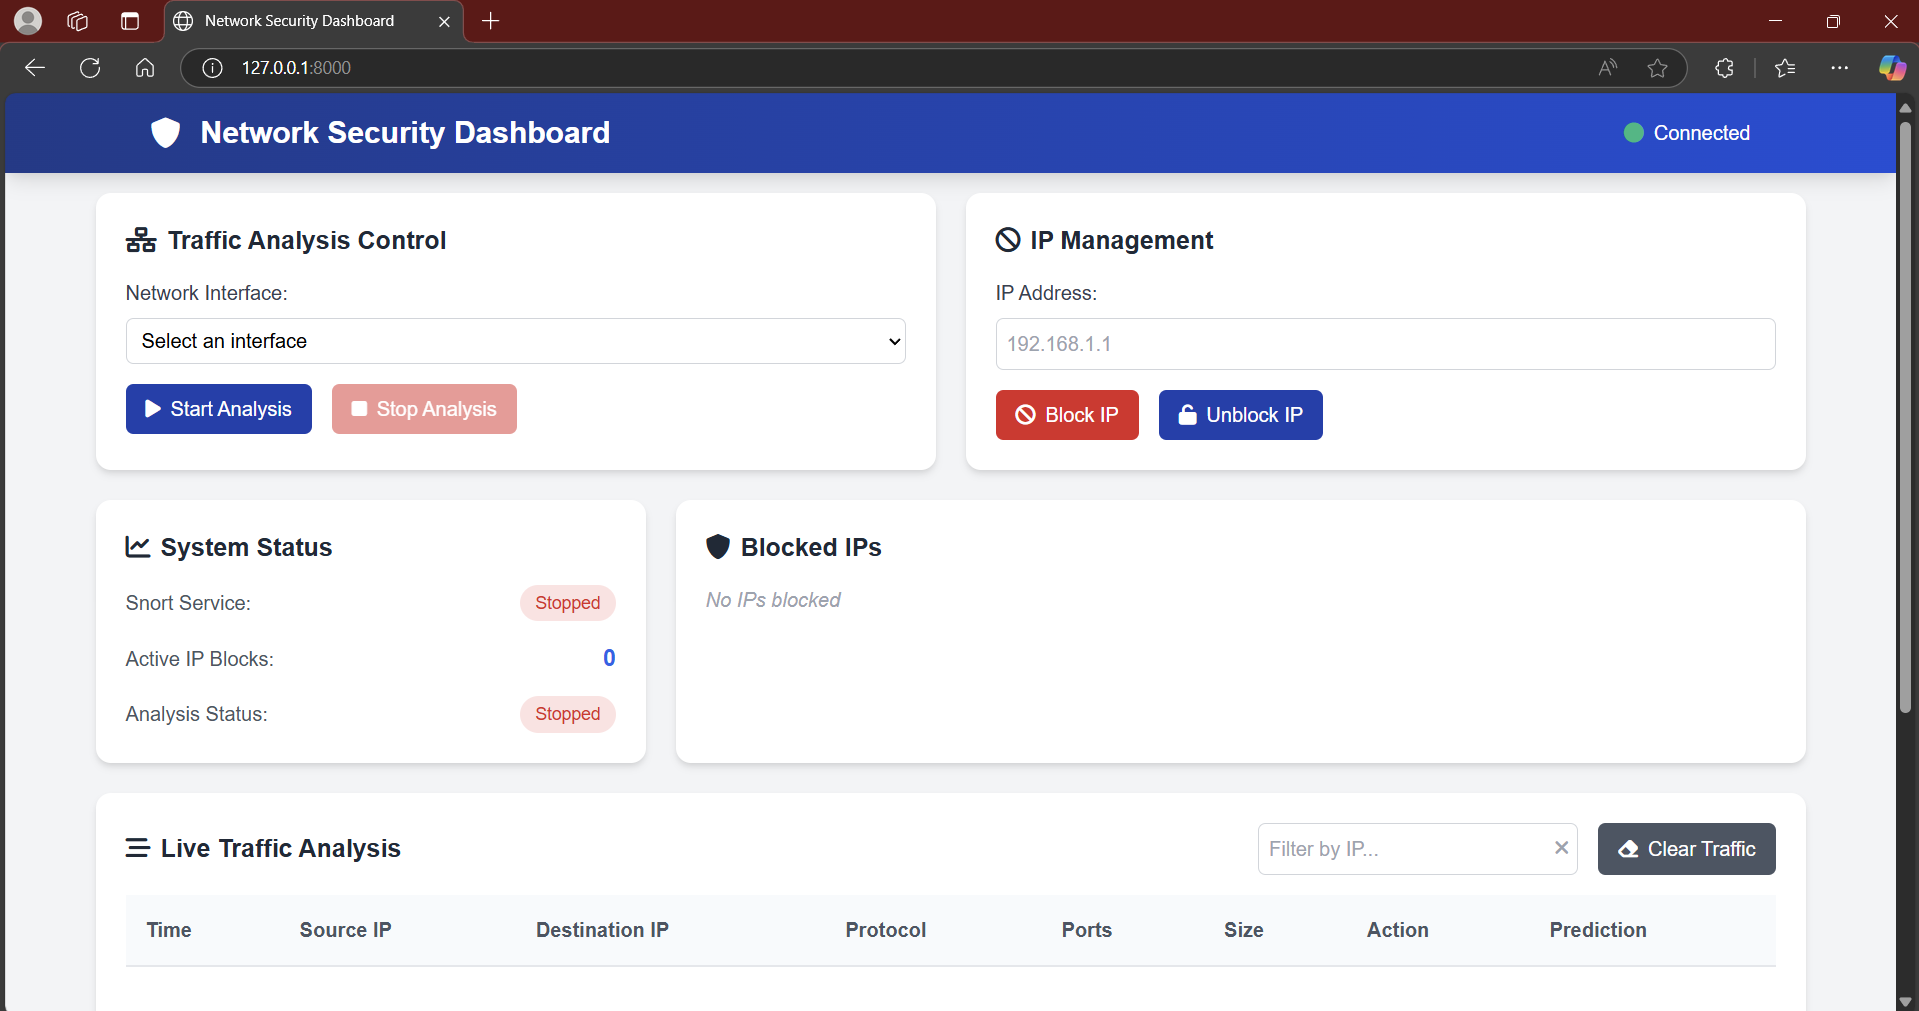 Network Security Dashboard
127.0.0.1:8000
Network Security Dashboard
Connected
Traffic Analysis Control
Network Interface:
Select an interface
Start Analysis
Stop Analysis
IP Management
IP Address:
192.168.1.1
Block IP
Unblock IP
System Status
Snort Service:
Stopped
Active IP Blocks:
0
Analysis Status:
Stopped
Blocked IPs
No IPs blocked
Live Traffic Analysis
Filter by IP...
Clear Traffic
Time Source IP Destination IP Protocol Ports Size Action Prediction